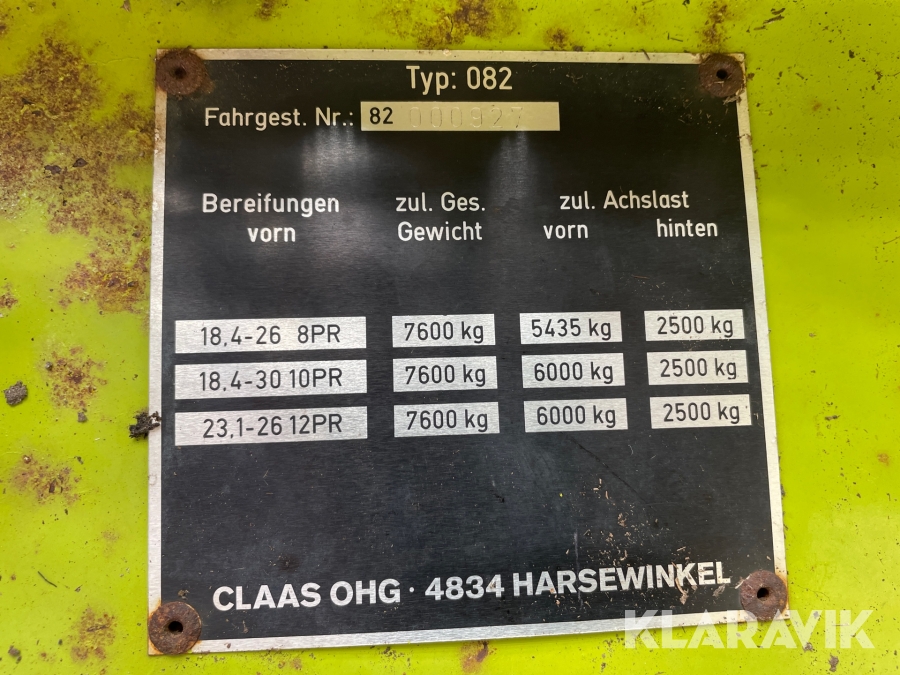 Typ: 082
Fahrgest. Nr.: 82 000927
Bereifungen zul. Ges. zul. Achslast
vorn Gewicht vorn hinten
18,4-26 8PR 7600 kg 5435 kg 2500 kg
18,4-30 10PR 7600 kg 6000 kg 2500 kg
23,1-26 12PR 7600 kg 6000 kg 2500 kg
CLAAS OHG · 4834 HARSEWINKEL
KLARAVIK